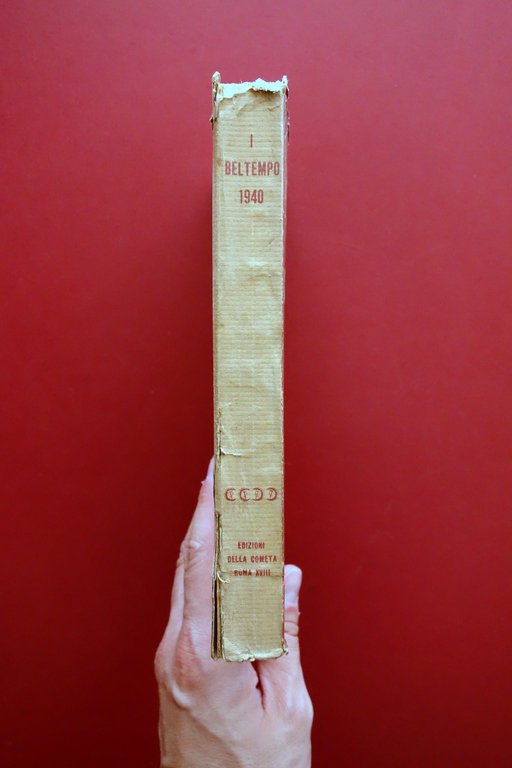 I
BELTEMPO
1940
EDIZIONI
DELLA COMETA
ROMA XVIII